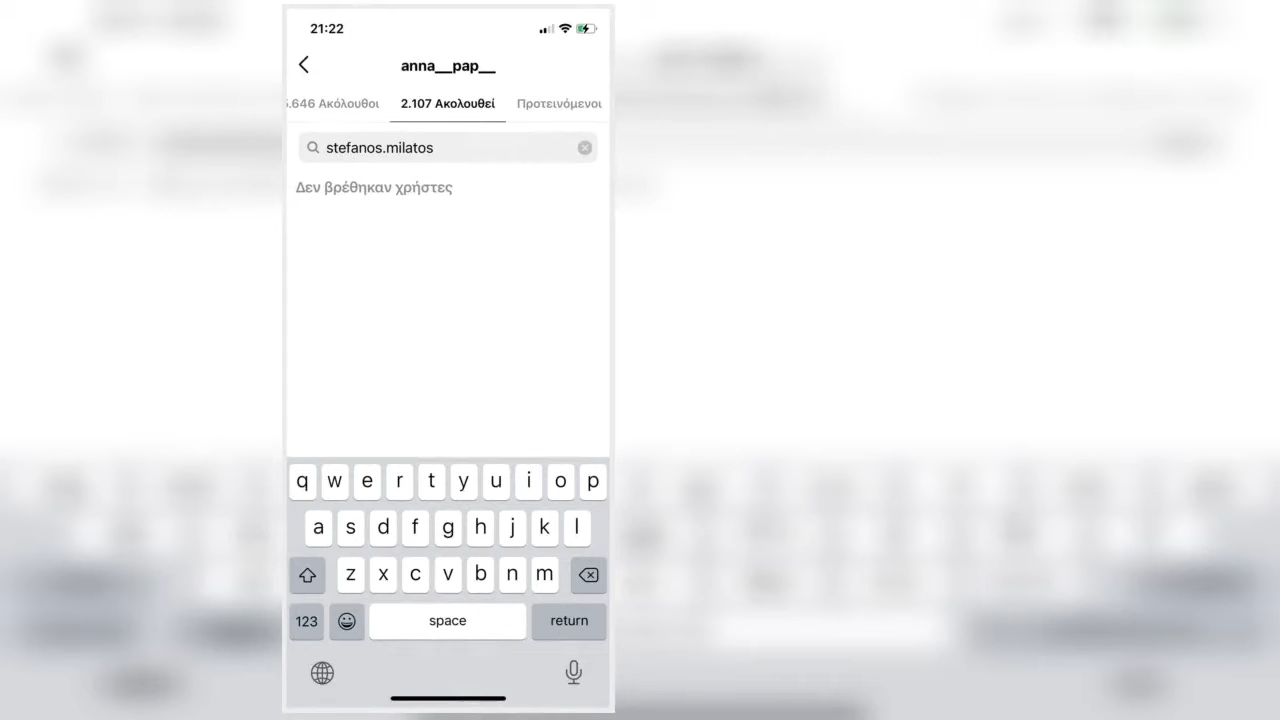 21:22
anna__pap__
.646 Ακόλουθοι 2.107 Ακολουθεί Προτεινόμενοι
stefanos.milatos
Δεν βρέθηκαν χρήστες
q w e r t y u i o p
a s d f g h j k l
z x c v b n m
123 space return